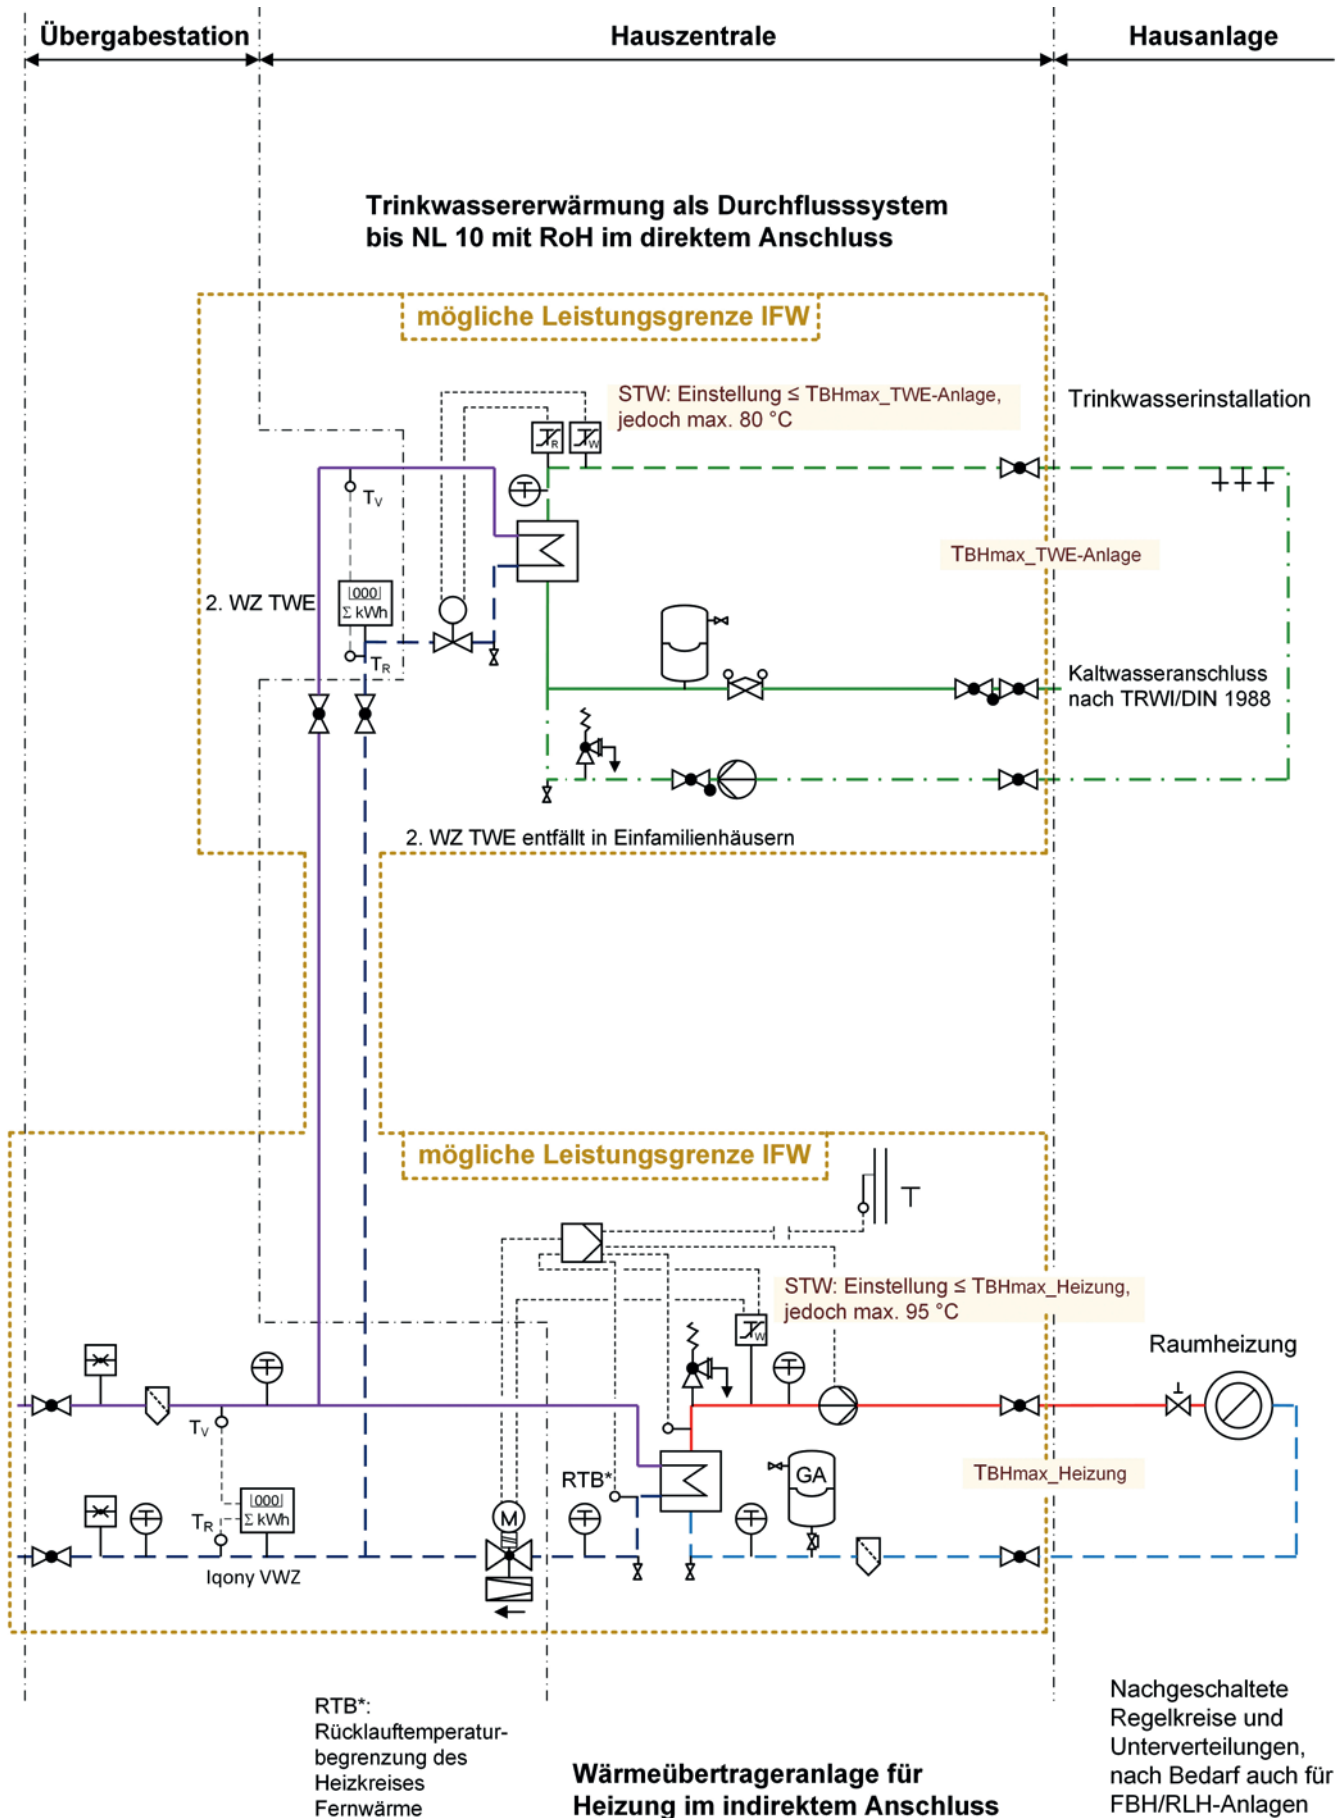 Übergabestation
Hauszentrale
Hausanlage
Trinkwassererwärmung als Durchflusssystem
bis NL 10 mit RoH im direktem Anschluss
mögliche Leistungsgrenze IFW
STW: Einstellung ≤ TBHmax_TWE-Anlage,
jedoch max. 80 °C
Trinkwasserinstallation
R
W
T
TV
TBHmax_TWE-Anlage
000
Σ kWh
2. WZ TWE
TR
Kaltwasseranschluss
nach TRWI/DIN 1988
2. WZ TWE entfällt in Einfamilienhäusern
mögliche Leistungsgrenze IFW
T
STW: Einstellung ≤ TBHmax_Heizung,
jedoch max. 95 °C
W
Raumheizung
T
T
TV
TBHmax_Heizung
RTB*
GA
000
Σ kWh
TR
T
M
T
T
Iqony VWZ
RTB*:
Rücklauftemperatur-
begrenzung des
Heizkreises
Fernwärme
Wärmeübertrageranlage für
Heizung im indirektem Anschluss
Nachgeschaltete
Regelkreise und
Unterverteilungen,
nach Bedarf auch für
FBH/RLH-Anlagen